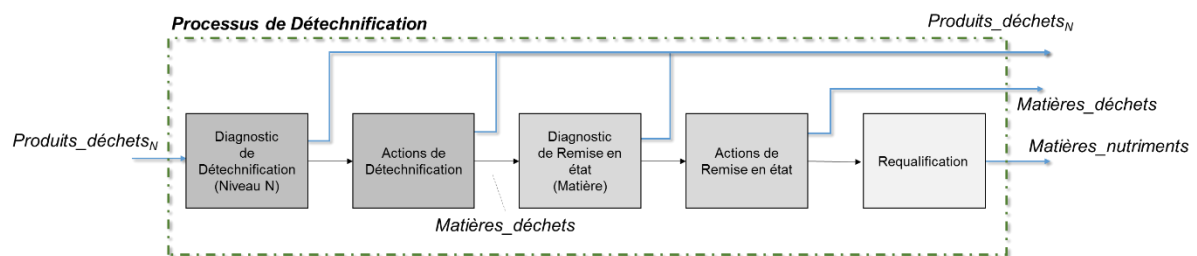 Processus de Détechnification
Produits_déchetsN
Matières_déchets
Produits_déchetsN
Diagnostic
de
Détechnification
(Niveau N)
Actions de
Détechnification
Diagnostic
de Remise en
état
(Matière)
Actions de
Remise en état
Requalification
Matières_nutriments
Matières_déchets